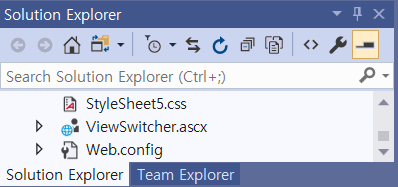 Solution Explorer
Search Solution Explorer (Ctrl+;)
StyleSheet5.css
ViewSwitcher.ascx
Web.config
Solution Explorer Team Explorer